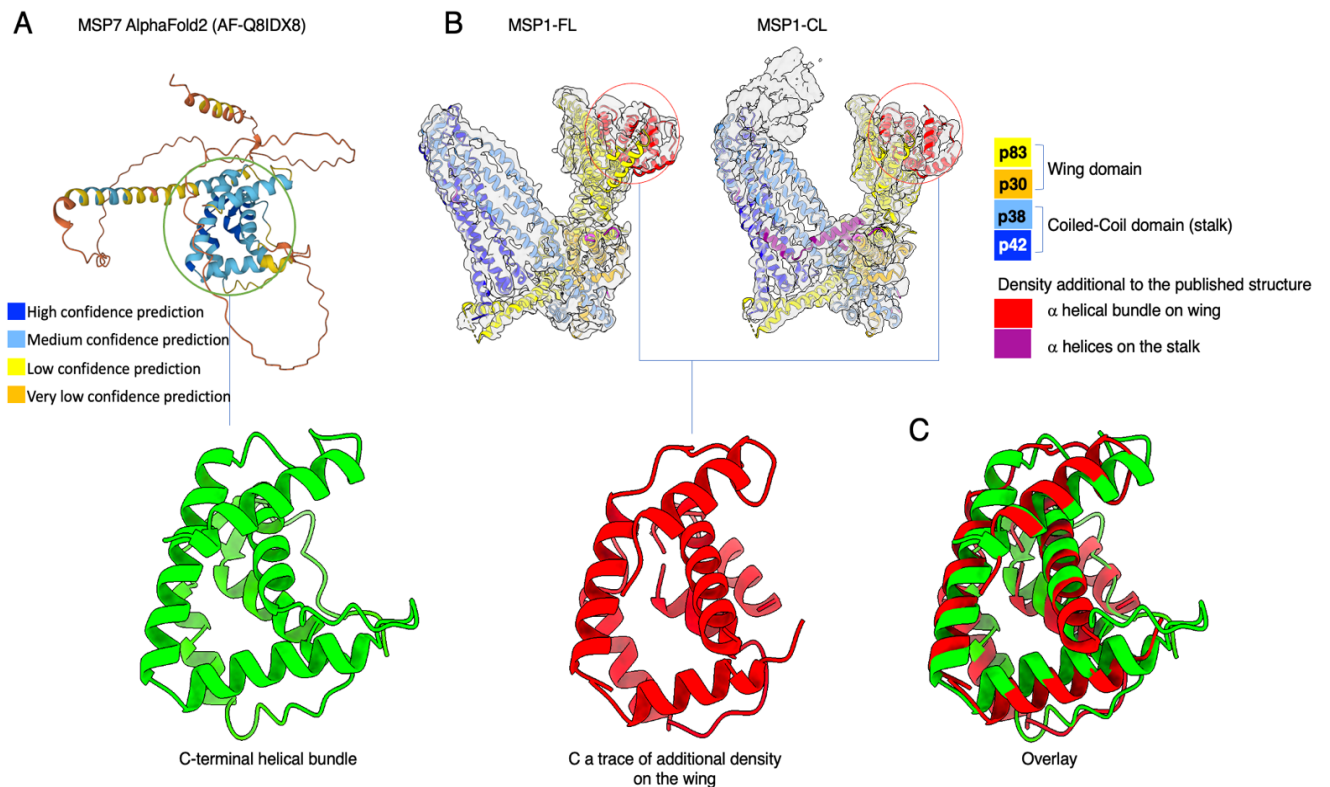 A
MSP7 AlphaFold2 (AF-Q8IDX8)
High confidence prediction
Medium confidence prediction
Low confidence prediction
Very low confidence prediction
C-terminal helical bundle
B
MSP1-FL
MSP1-CL
p83
p30
Wing domain
p38
p42
Coiled-Coil domain (stalk)
Density additional to the published structure
α helical bundle on wing
α helices on the stalk
C a trace of additional density
on the wing
C
Overlay